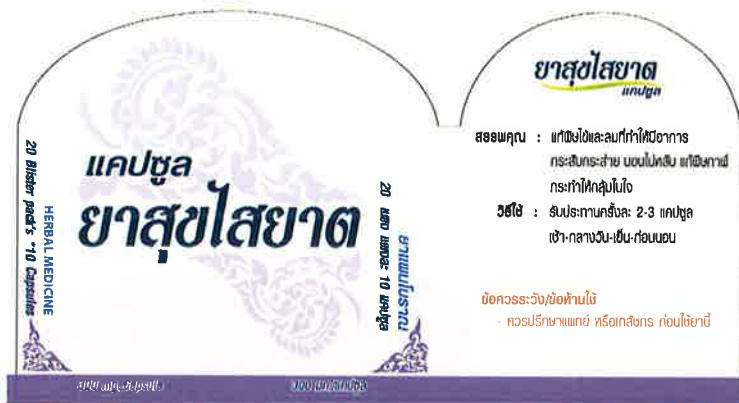 แคปซูล
ยาสุขไสยาต
20 Blister pack's *10 Capsules
HERBAL MEDICINE
20 แผง แผงละ 10 แคปซูล
ยาแผนโบราณ
ยาสุขไสยาต
แคปซูล
สรรพคุณ : แก้พิษไข้และลมที่ทำให้มีอาการ
กระสับกระส่าย นอนไม่หลับ แก้พิษกาฬ
กระทำให้กลุ้มในใจ
วิธีใช้ : รับประทานครั้งละ 2-3 แคปซูล
เช้า-กลางวัน-เย็น-ก่อนนอน
ข้อควรระวัง/ข้อห้ามใช้
- ควรปรึกษาแพทย์ หรือเภสัชกร ก่อนใช้ยานี้